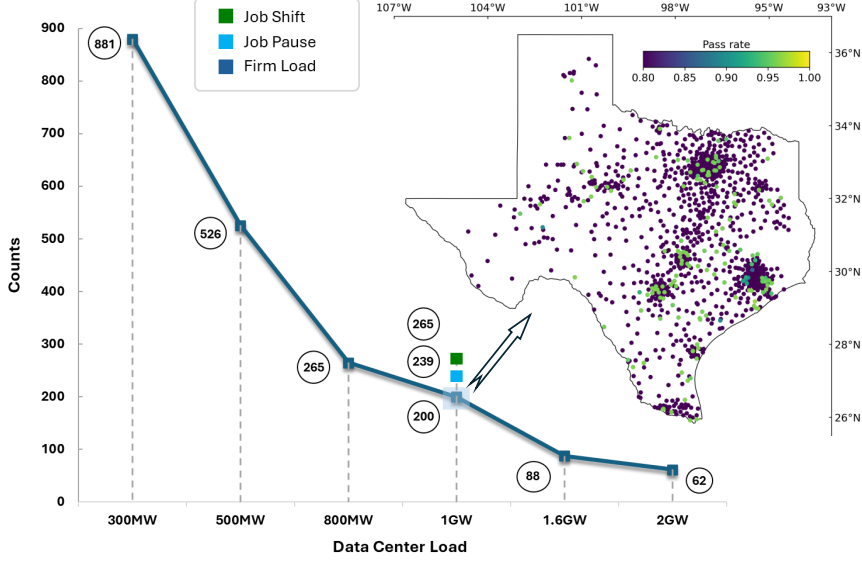 Job Shift
Job Pause
Firm Load
107°W 104°W 101°W 98°W 95°W 93°W
Pass rate
0.80 0.85 0.90 0.95 1.00
36°N
34°N
32°N
30°N
28°N
26°N
Counts
900
800
700
600
500
400
300
200
100
0
881
526
265
265
239
200
88
62
300MW 500MW 800MW 1GW 1.6GW 2GW
Data Center Load